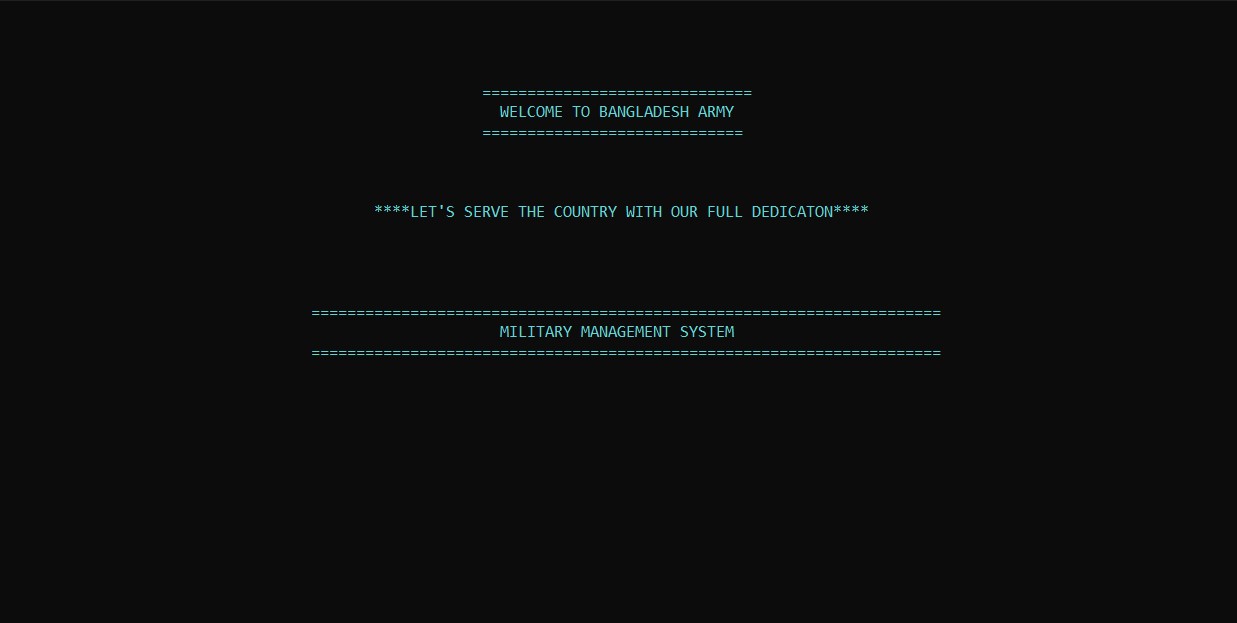 ==============================
WELCOME TO BANGLADESH ARMY
=============================
****LET'S SERVE THE COUNTRY WITH OUR FULL DEDICATON****
======================================================================
MILITARY MANAGEMENT SYSTEM
======================================================================